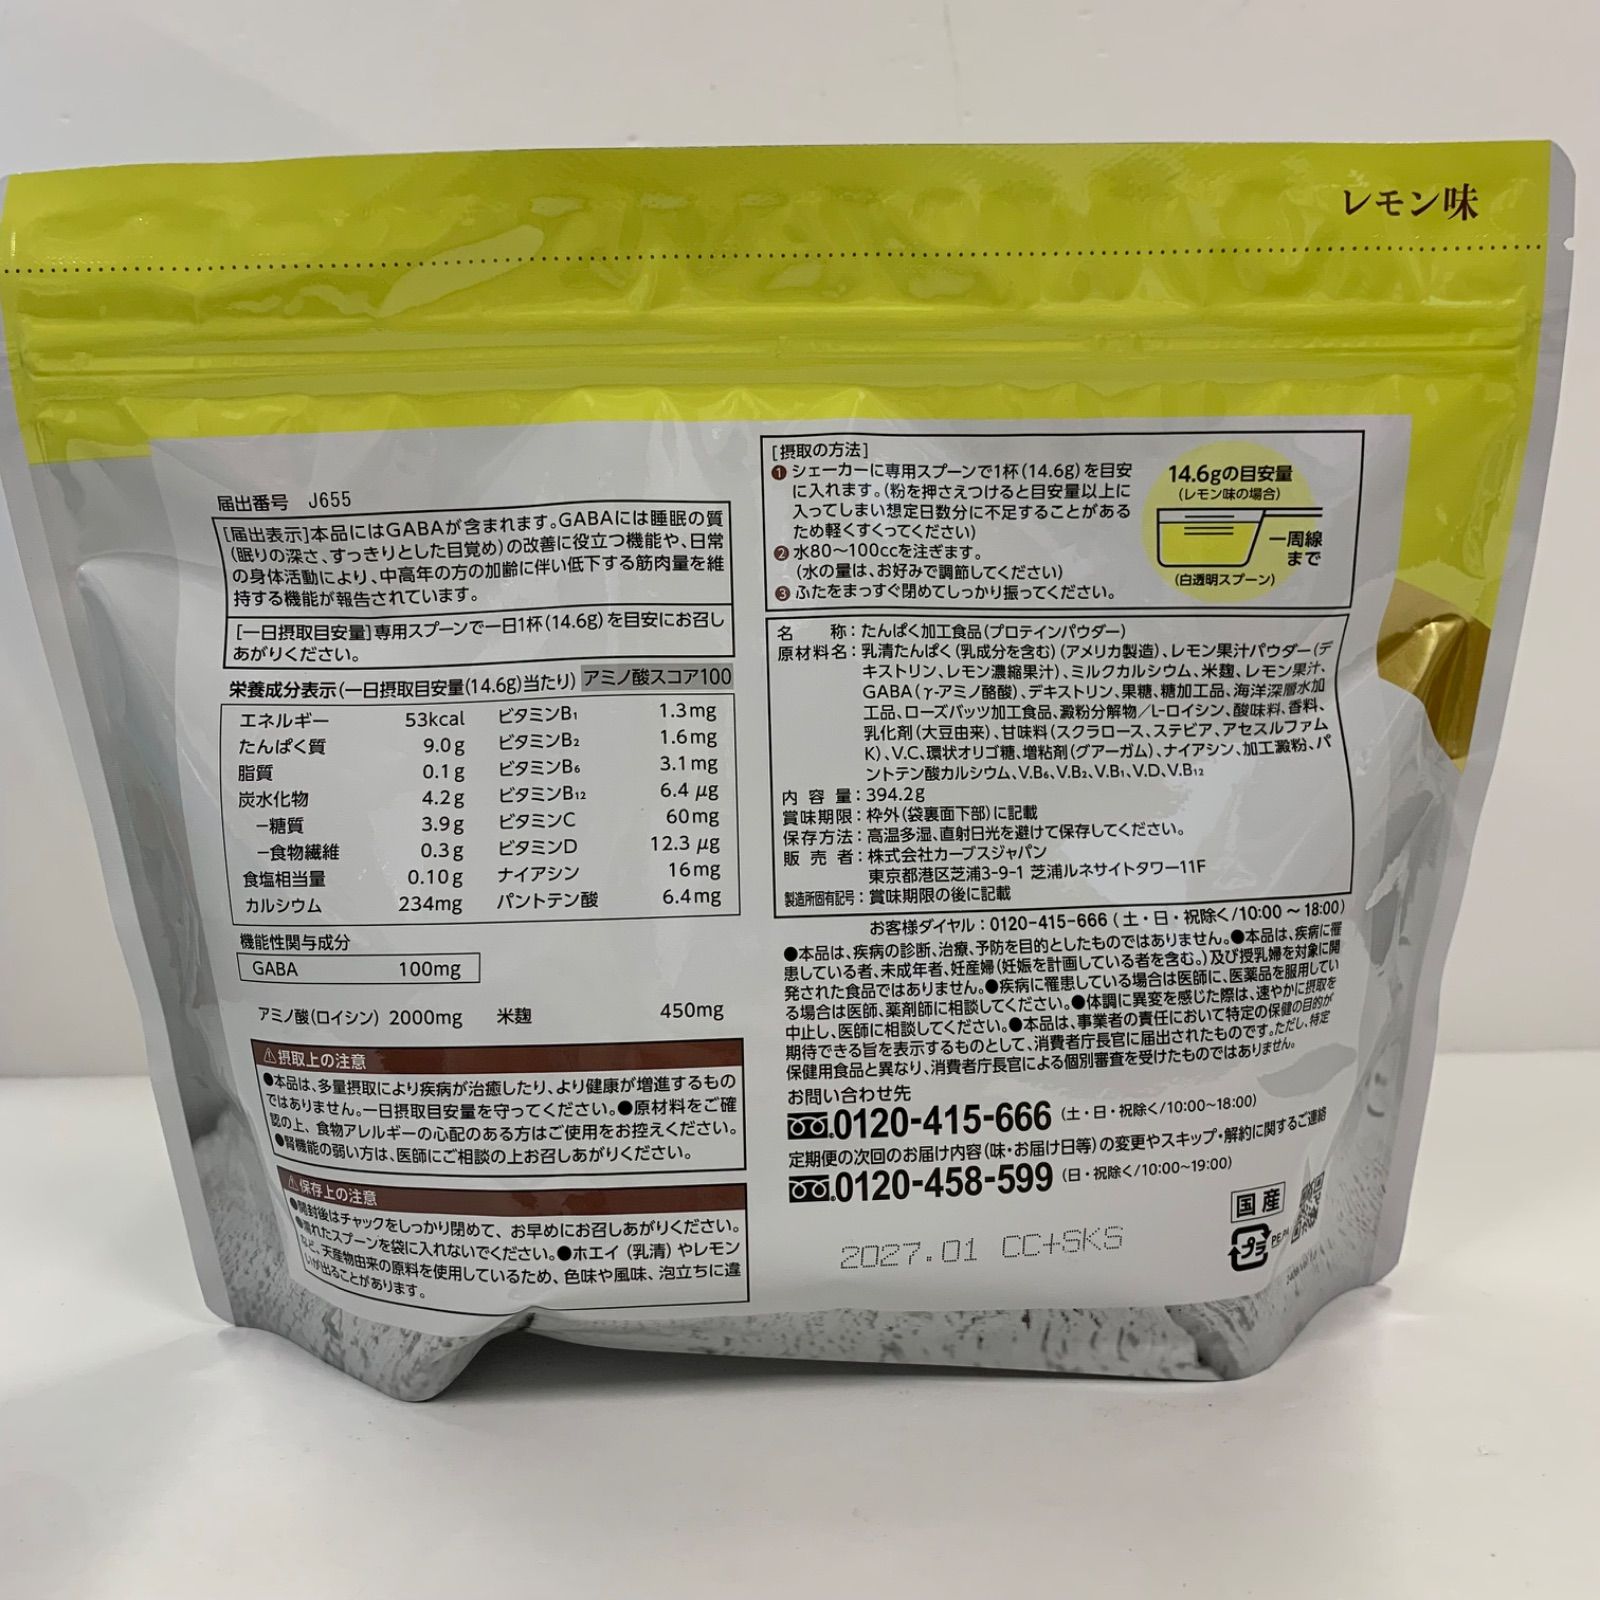 レモン味
届出番号 J655
[届出表示]本品にはGABAが含まれます。GABAには睡眠の質
(眠りの深さ、すっきりとした目覚め)の改善に役立つ機能や、日常
の身体活動により、中高年の方の加齢に伴い低下する筋肉量を維
持する機能が報告されています。
[一日摂取目安量]専用スプーンで一日1杯(14.6g)を目安にお召し
あがりください。
栄養成分表示(一日摂取目安量(14.6g)当たり) アミノ酸スコア100
エネルギー 53kcal ビタミンB₁ 1.3mg
たんぱく質 9.0g ビタミンB₂ 1.6mg
脂質 0.1g ビタミンB₆ 3.1mg
炭水化物 4.2g ビタミンB₁₂ 6.4μg
−糖質 3.9g ビタミンC 60mg
−食物繊維 0.3g ビタミンD 12.3μg
食塩相当量 0.10g ナイアシン 16mg
カルシウム 234mg パントテン酸 6.4mg
機能性関与成分
GABA 100mg
アミノ酸(ロイシン) 2000mg 米麹 450mg
⚠摂取上の注意
●本品は、多量摂取により疾病が治癒したり、より健康が増進するもの
ではありません。一日摂取目安量を守ってください。●原材料をご確
認の上、食物アレルギーの心配のある方はご使用をお控えください。
●腎機能の弱い方は、医師にご相談の上お召しあがりください。
⚠保存上の注意
●開封後はチャックをしっかり閉めて、お早めにお召しあがりください。
●濡れたスプーンを袋に入れないでください。●ホエイ(乳清)やレモン
など、天産物由来の原料を使用しているため、色味や風味、泡立ちに違
いが出ることがあります。
[摂取の方法]
❶シェーカーに専用スプーンで1杯(14.6g)を目安
に入れます。(粉を押さえつけると目安量以上に
入ってしまい想定日数分に不足することがある
ため軽くすくってください)
❷水80〜100ccを注ぎます。
(水の量は、お好みで調節してください)
❸ふたをまっすぐ閉めてしっかり振ってください。
14.6gの目安量
(レモン味の場合)
一周線
まで
(白透明スプーン)
名称：たんぱく加工食品(プロテインパウダー)
原材料名：乳清たんぱく(乳成分を含む)(アメリカ製造)、レモン果汁パウダー(デ
キストリン、レモン濃縮果汁)、ミルクカルシウム、米麹、レモン果汁、
GABA(γ-アミノ酪酸)、デキストリン、果糖、糖加工品、海洋深層水加
工品、ローズバッツ加工食品、澱粉分解物／L-ロイシン、酸味料、香料、
乳化剤(大豆由来)、甘味料(スクラロース、ステビア、アセスルファム
K)、V.C、環状オリゴ糖、増粘剤(グアーガム)、ナイアシン、加工澱粉、パ
ントテン酸カルシウム、V.B₆、V.B₂、V.B₁、V.D、V.B₁₂
内容量：394.2g
賞味期限：枠外(袋裏面下部)に記載
保存方法：高温多湿、直射日光を避けて保存してください。
販売者：株式会社カーブスジャパン
東京都港区芝浦3-9-1 芝浦ルネサイトタワー11F
製造所固有記号：賞味期限の後に記載
お客様ダイヤル：0120-415-666(土・日・祝除く/10:00〜18:00)
●本品は、疾病の診断、治療、予防を目的としたものではありません。●本品は、疾病に罹
患している者、未成年者、妊産婦(妊娠を計画している者を含む。)及び授乳婦を対象に開
発された食品ではありません。●疾病に罹患している場合は医師に、医薬品を服用してい
る場合は医師、薬剤師に相談してください。●体調に異変を感じた際は、速やかに摂取を
中止し、医師に相談してください。●本品は、事業者の責任において特定の保健の目的が
期待できる旨を表示するものとして、消費者庁長官に届出されたものです。ただし、特定
保健用食品と異なり、消費者庁長官による個別審査を受けたものではありません。
お問い合わせ先
0120-415-666 (土・日・祝除く/10:00~18:00)
定期便の次回のお届け内容(味・お届け日等)の変更やスキップ・解約に関するご連絡
0120-458-599 (日・祝除く/10:00~19:00)
国産
プラ
2027.01 CC+SKS